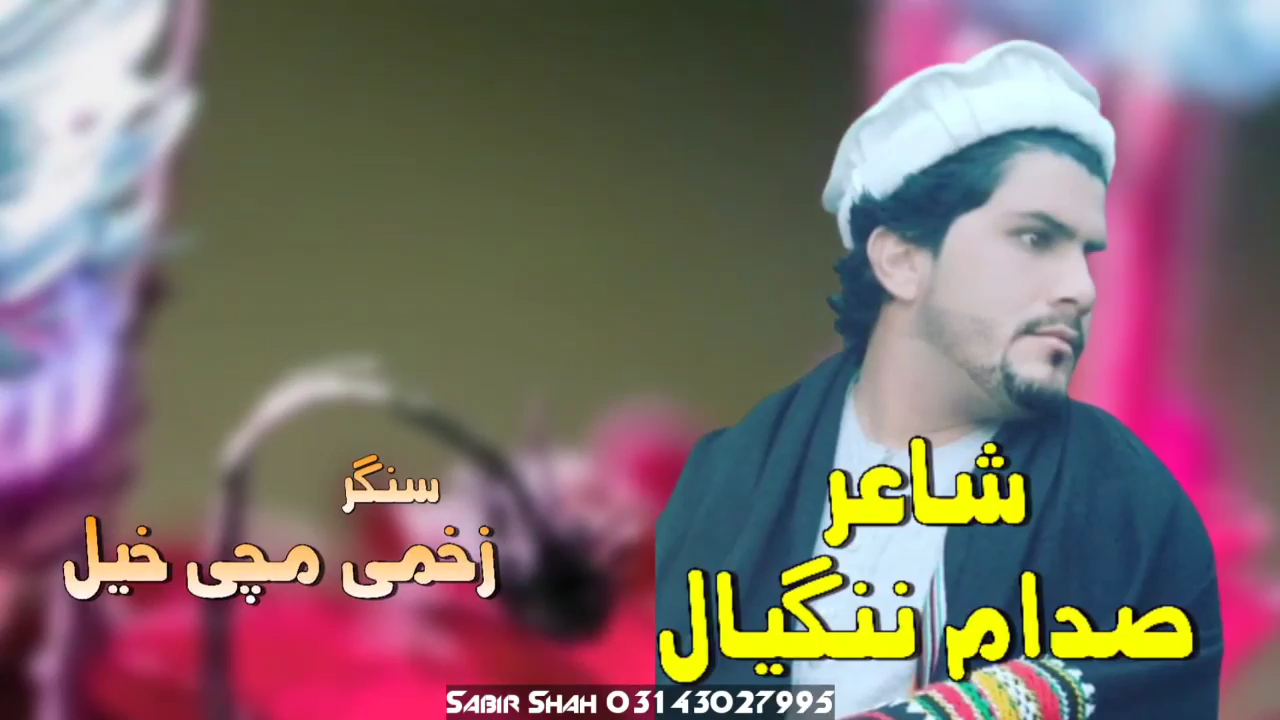 شاعر
صدام ننگیال
سنگر
زخمی مچی خیل
Sabir Shah 03143027995